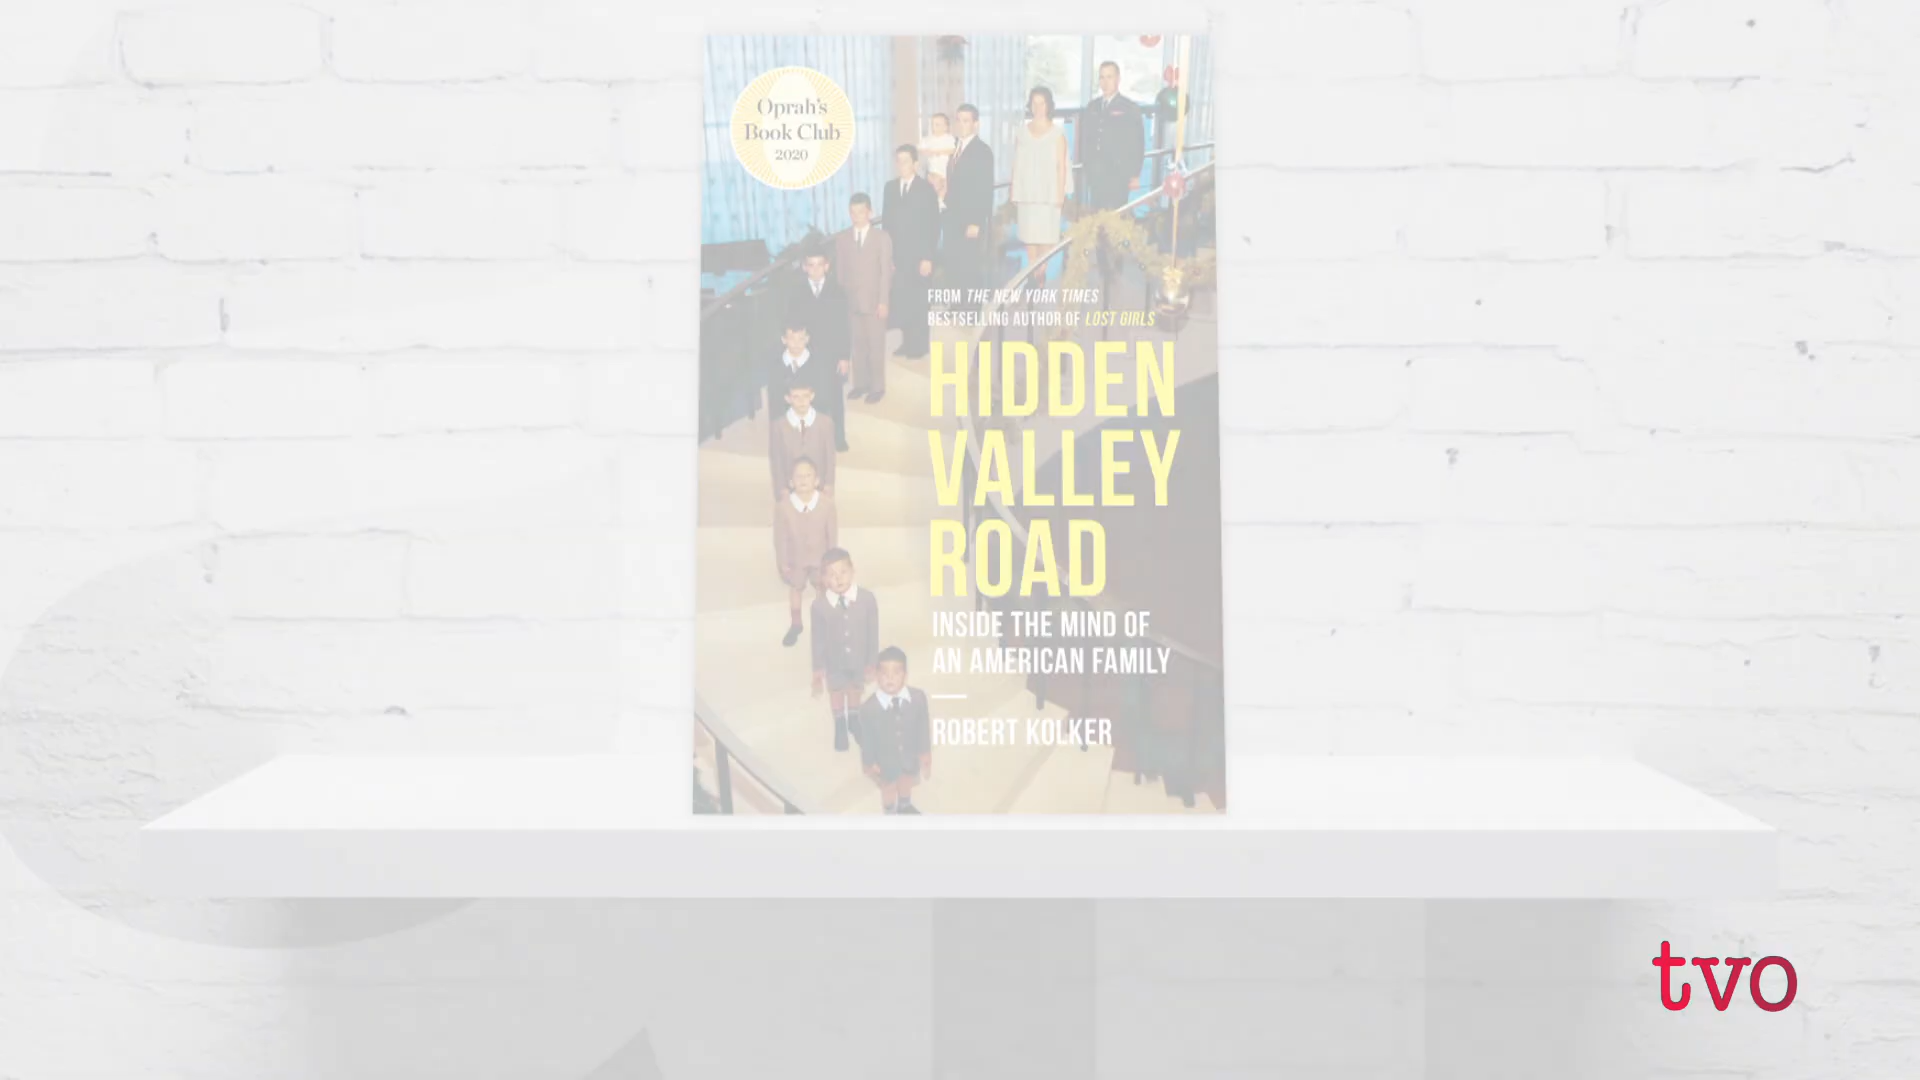 Oprah's
Book Club
2020
FROM THE NEW YORK TIMES
BESTSELLING AUTHOR OF LOST GIRLS
HIDDEN
VALLEY
ROAD
INSIDE THE MIND OF
AN AMERICAN FAMILY
ROBERT KOLKER
tvo